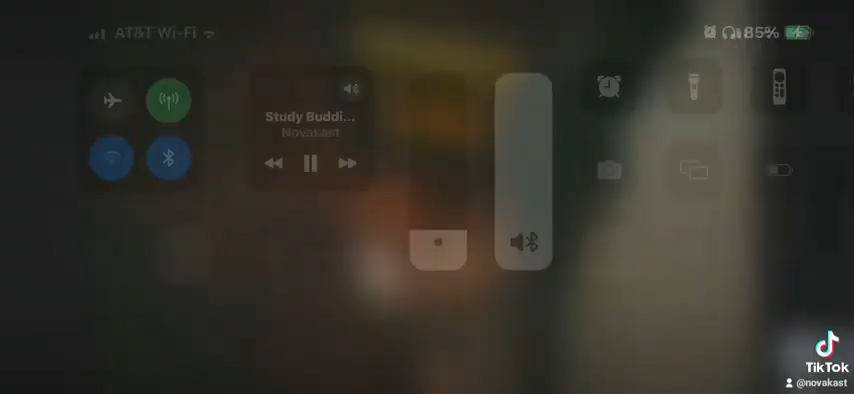 AT&T Wi-Fi
85%
Study Buddi...
Novakast
TikTok
@novakast